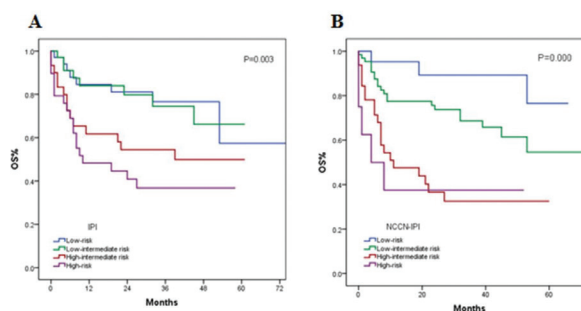 A
B
P=0.003
P=0.000
1.0
0.8
0.6
0.4
0.2
0.0
OS%
IPI
Low-risk
Low-intermediate risk
High-intermediate risk
High-risk
0 12 24 36 48 60 72
Months
1.0
0.8
0.6
0.4
0.2
0.0
OS%
NCCN-IPI
Low-risk
Low-intermediate risk
High-intermediate risk
High-risk
0 20 40 60
Months